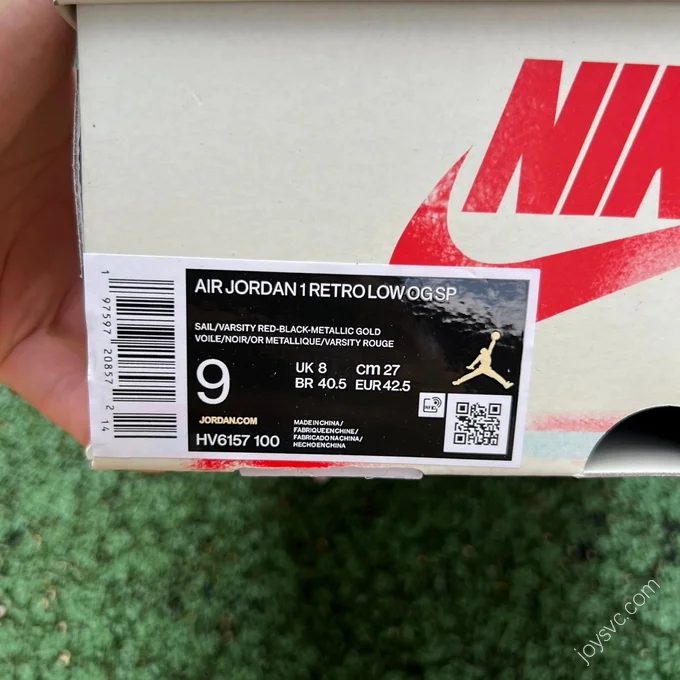 NIK
AIR JORDAN 1 RETRO LOW OG SP
SAIL/VARSITY RED-BLACK-METALLIC GOLD
VOILE/NOIR/OR METALLIQUE/VARSITY ROUGE
9
UK 8 cm 27
BR 40.5 EUR 42.5
JORDAN.COM
HV6157 100
MADE IN CHINA/
FABRIQUE EN CHINE/
FABRICADO NA CHINA/
HECHO EN CHINA
1 97597 20857 2 14
joysvc.com